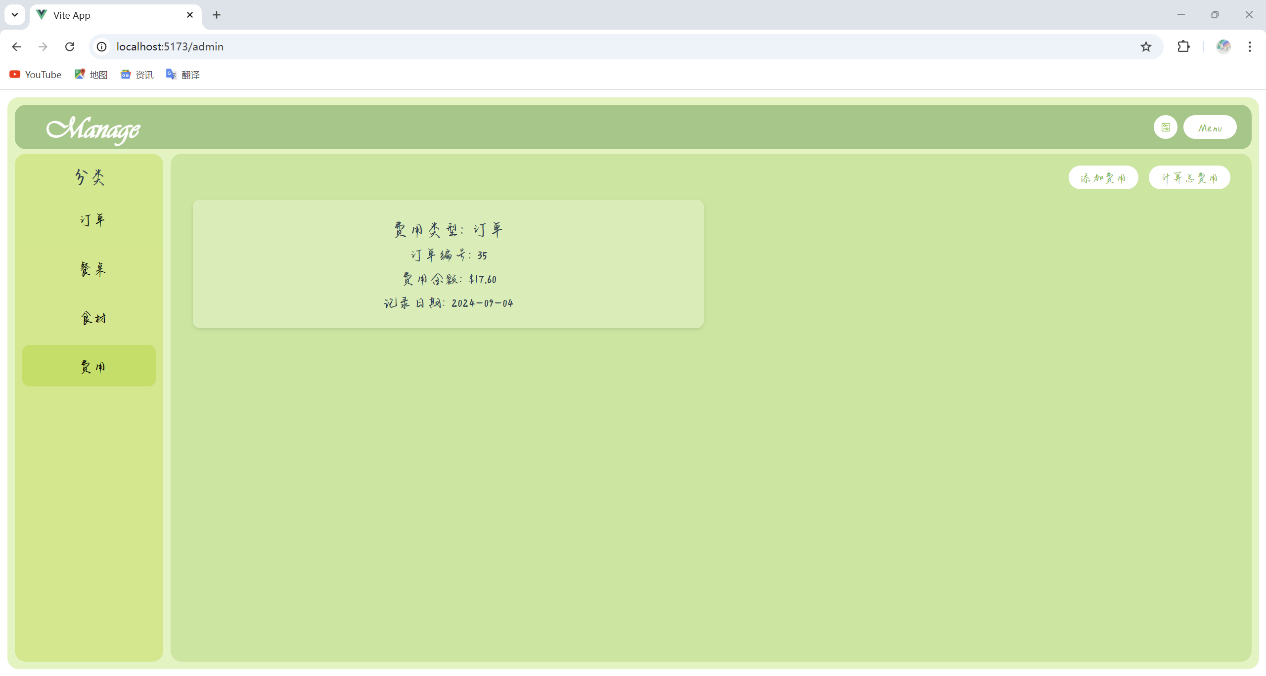 Vite App
localhost:5173/admin
YouTube 地图 资讯 翻译
Manage
Menu
分类
订单
餐桌
食材
费用
添加费用 计算总费用
费用类型: 订单
订单编号: 35
费用金额: $17.60
记录日期: 2024-09-04